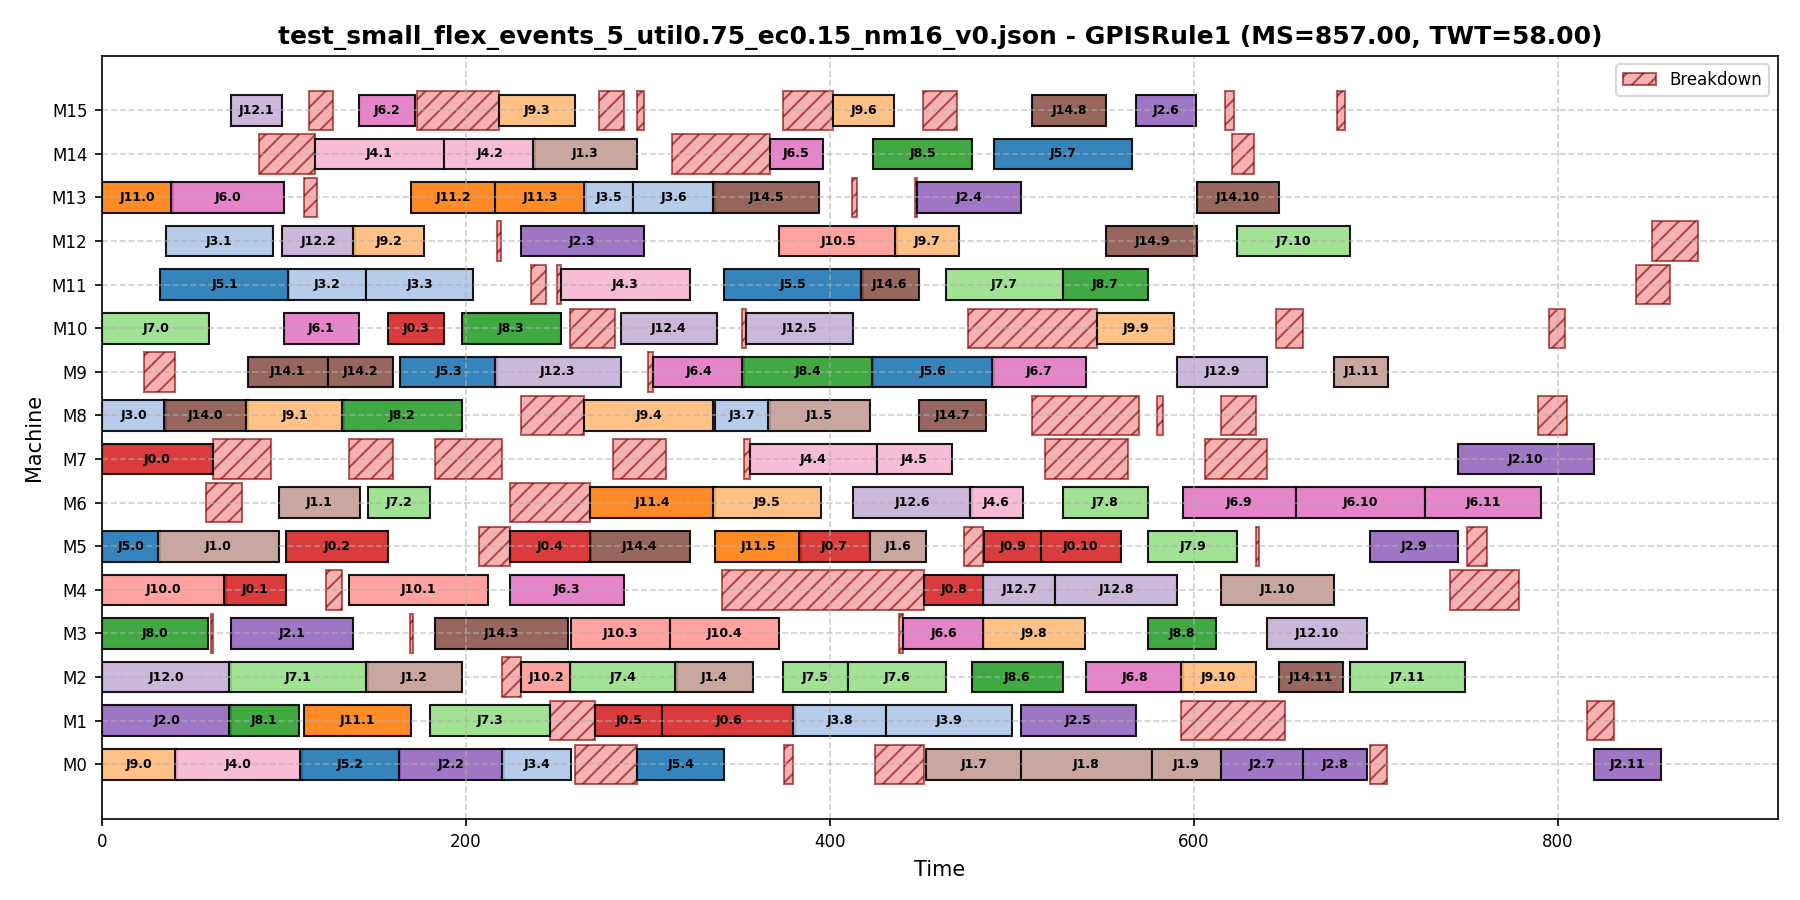 test_small_flex_events_5_util0.75_ec0.15_nm16_v0.json - GPISRule1 (MS=857.00, TWT=58.00)
Breakdown
M15 J12.1 J6.2 J9.3 J9.6 J14.8 J2.6
M14 J4.1 J4.2 J1.3 J6.5 J8.5 J5.7
M13 J11.0 J6.0 J11.2 J11.3 J3.5 J3.6 J14.5 J2.4 J14.10
M12 J3.1 J12.2 J9.2 J2.3 J10.5 J9.7 J14.9 J7.10
M11 J5.1 J3.2 J3.3 J4.3 J5.5 J14.6 J7.7 J8.7
M10 J7.0 J6.1 J0.3 J8.3 J12.4 J12.5 J9.9
M9 J14.1 J14.2 J5.3 J12.3 J6.4 J8.4 J5.6 J6.7 J12.9 J1.11
M8 J3.0 J14.0 J9.1 J8.2 J9.4 J3.7 J1.5 J14.7
M7 J0.0 J4.4 J4.5 J2.10
M6 J1.1 J7.2 J11.4 J9.5 J12.6 J4.6 J7.8 J6.9 J6.10 J6.11
M5 J5.0 J1.0 J0.2 J0.4 J14.4 J11.5 J0.7 J1.6 J0.9 J0.10 J7.9 J2.9
M4 J10.0 J0.1 J10.1 J6.3 J0.8 J12.7 J12.8 J1.10
M3 J8.0 J2.1 J14.3 J10.3 J10.4 J6.6 J9.8 J8.8 J12.10
M2 J12.0 J7.1 J1.2 J10.2 J7.4 J1.4 J7.5 J7.6 J8.6 J6.8 J9.10 J14.11 J7.11
M1 J2.0 J8.1 J11.1 J7.3 J0.5 J0.6 J3.8 J3.9 J2.5
M0 J9.0 J4.0 J5.2 J2.2 J3.4 J5.4 J1.7 J1.8 J1.9 J2.7 J2.8 J2.11
0 200 400 600 800
Time
Machine